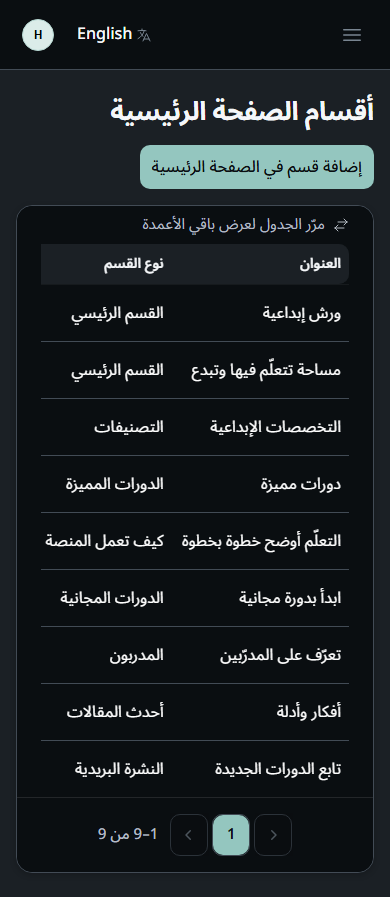 H
English
أقسام الصفحة الرئيسية
إضافة قسم في الصفحة الرئيسية
مرّر الجدول لعرض باقي الأعمدة
العنوان نوع القسم
ورش إبداعية القسم الرئيسي
مساحة تتعلّم فيها وتبدع القسم الرئيسي
التخصصات الإبداعية التصنيفات
دورات مميزة الدورات المميزة
التعلّم أوضح خطوة بخطوة كيف تعمل المنصة
ابدأ بدورة مجانية الدورات المجانية
تعرّف على المدرّبين المدربون
أفكار وأدلة أحدث المقالات
تابع الدورات الجديدة النشرة البريدية
1
1–9 من 9